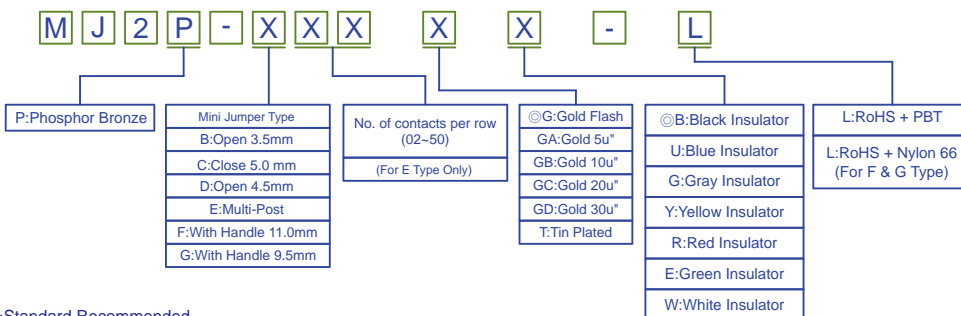 M J 2 P - X X X X X - L
P:Phosphor Bronze
Mini Jumper Type
B:Open 3.5mm
C:Close 5.0 mm
D:Open 4.5mm
E:Multi-Post
F:With Handle 11.0mm
G:With Handle 9.5mm
No. of contacts per row
(02~50)
(For E Type Only)
◎G:Gold Flash
GA:Gold 5u"
GB:Gold 10u"
GC:Gold 20u"
GD:Gold 30u"
T:Tin Plated
◎B:Black Insulator
U:Blue Insulator
G:Gray Insulator
Y:Yellow Insulator
R:Red Insulator
E:Green Insulator
W:White Insulator
L:RoHS + PBT
L:RoHS + Nylon 66
(For F & G Type)
:Standard Recommended